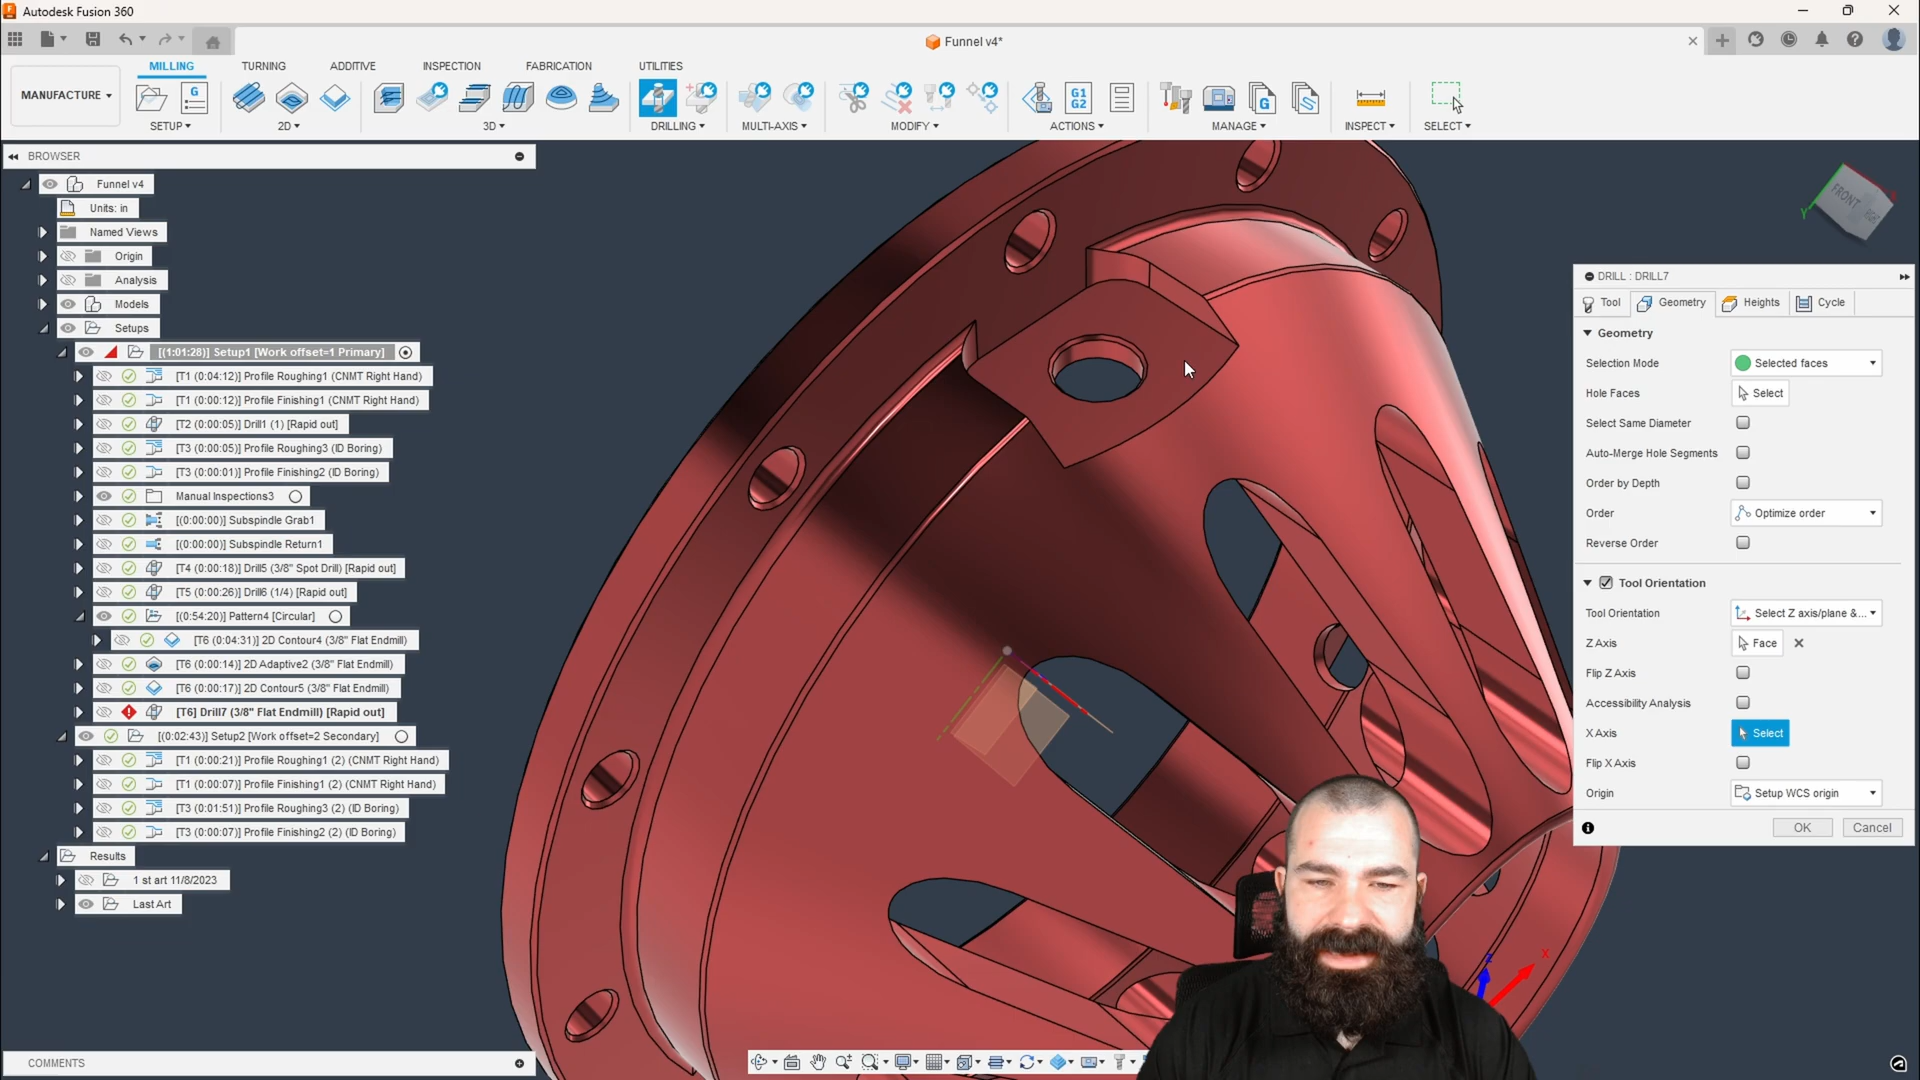 Autodesk Fusion 360
Funnel v4*
MANUFACTURE
MILLING
TURNING
ADDITIVE
INSPECTION
FABRICATION
UTILITIES
SETUP
2D
3D
DRILLING
MULTI-AXIS
MODIFY
G1
G2
ACTIONS
MANAGE
INSPECT
SELECT
BROWSER
Funnel v4
Units: in
Named Views
Origin
Analysis
Models
Setups
[(1:01:28)] Setup1 [Work offset=1 Primary]
[T1 (0:04:12)] Profile Roughing1 (CNMT Right Hand)
[T1 (0:00:12)] Profile Finishing1 (CNMT Right Hand)
[T2 (0:00:05)] Drill1 (1) [Rapid out]
[T3 (0:00:05)] Profile Roughing3 (ID Boring)
[T3 (0:00:01)] Profile Finishing2 (ID Boring)
Manual Inspections3
[(0:00:00)] Subspindle Grab1
[(0:00:00)] Subspindle Return1
[T4 (0:00:18)] Drill5 (3/8" Spot Drill) [Rapid out]
[T5 (0:00:26)] Drill6 (1/4) [Rapid out]
[(0:54:20)] Pattern4 [Circular]
[T6 (0:04:31)] 2D Contour4 (3/8" Flat Endmill)
[T6 (0:00:14)] 2D Adaptive2 (3/8" Flat Endmill)
[T6 (0:00:17)] 2D Contour5 (3/8" Flat Endmill)
[T6] Drill7 (3/8" Flat Endmill) [Rapid out]
[(0:02:43)] Setup2 [Work offset=2 Secondary]
[T1 (0:00:21)] Profile Roughing1 (2) (CNMT Right Hand)
[T1 (0:00:07)] Profile Finishing1 (2) (CNMT Right Hand)
[T3 (0:01:51)] Profile Roughing3 (2) (ID Boring)
[T3 (0:00:07)] Profile Finishing2 (2) (ID Boring)
Results
1 st art 11/8/2023
Last Art
COMMENTS
FRONT
Y
DRILL : DRILL7
Tool
Geometry
Heights
Cycle
Geometry
Selection Mode
Selected faces
Hole Faces
Select
Select Same Diameter
Auto-Merge Hole Segments
Order by Depth
Order
Optimize order
Reverse Order
Tool Orientation
Tool Orientation
Select Z axis/plane &...
Z Axis
Face
Flip Z Axis
Accessibility Analysis
X Axis
Select
Flip X Axis
Origin
Setup WCS origin
OK
Cancel
Z
X